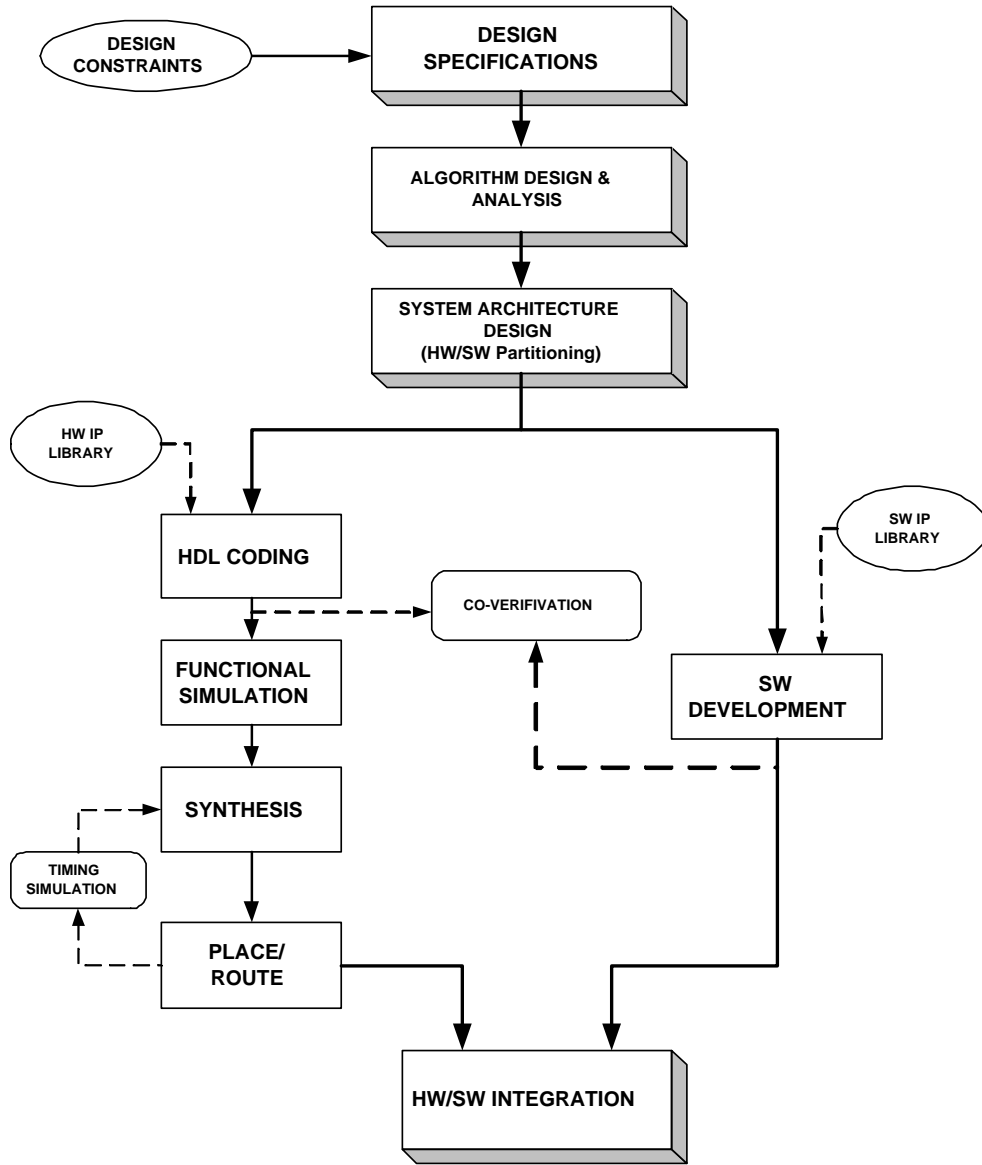 DESIGN
CONSTRAINTS
DESIGN
SPECIFICATIONS
ALGORITHM DESIGN &
ANALYSIS
SYSTEM ARCHITECTURE
DESIGN
(HW/SW Partitioning)
HW IP
LIBRARY
SW IP
LIBRARY
HDL CODING
CO-VERIFIVATION
FUNCTIONAL
SIMULATION
SW
DEVELOPMENT
SYNTHESIS
TIMING
SIMULATION
PLACE/
ROUTE
HW/SW INTEGRATION